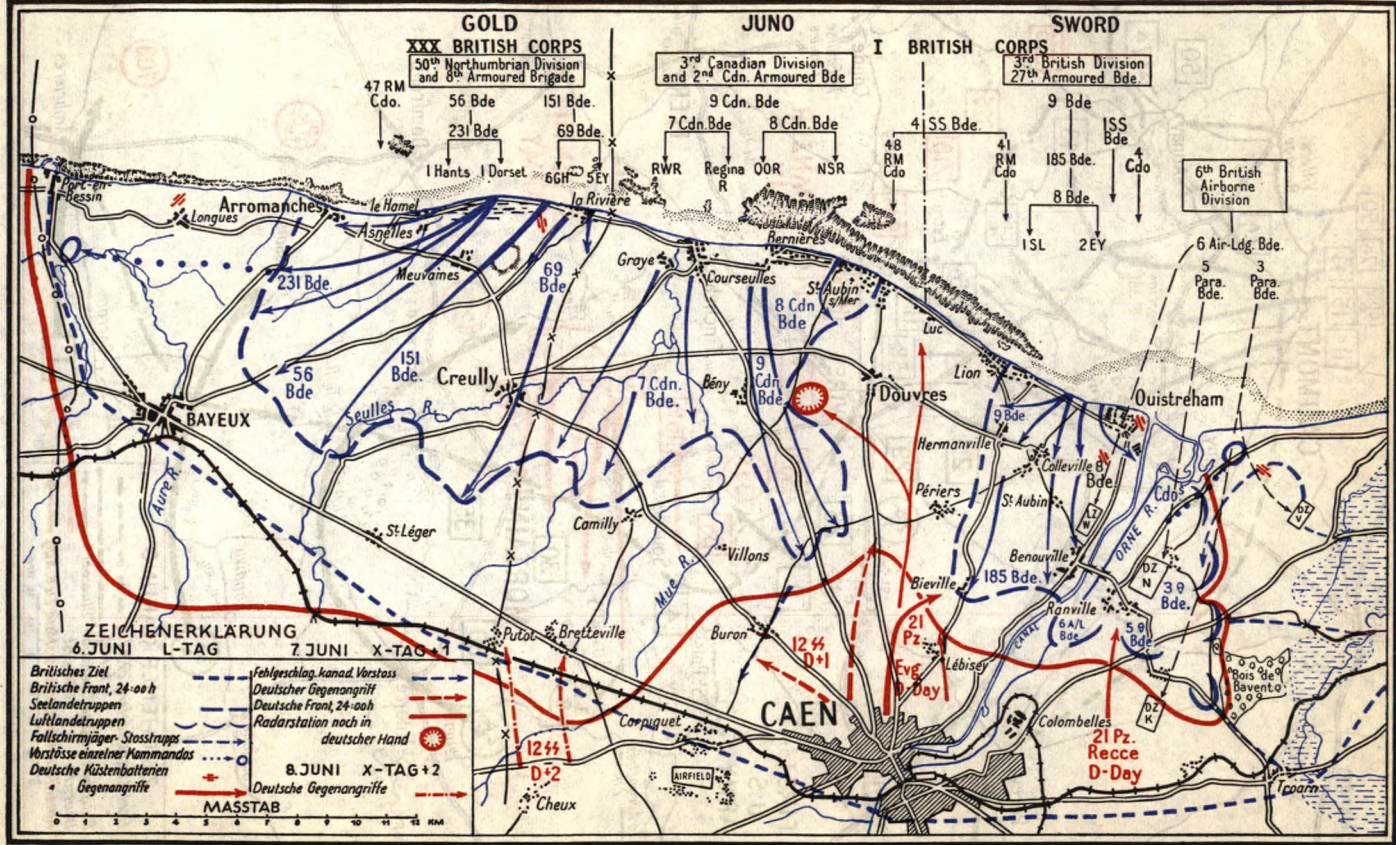 GOLD
JUNO
SWORD
XXX BRITISH CORPS
I BRITISH CORPS
50th Northumbrian Division
and 8th Armoured Brigade
3rd Canadian Division
and 2nd Cdn. Armoured Bde
3rd British Division
27th Armoured Bde.
47 RM
Cdo.
56 Bde
151 Bde.
231 Bde
69 Bde.
1 Hants
1 Dorset
6GH
5EY
9 Cdn. Bde
7 Cdn. Bde
8 Cdn. Bde
RWR
Regina
R
QOR
NSR
4 SS Bde.
48
RM
Cdo
41
RM
Cdo
9 Bde
185 Bde.
8 Bde.
1SL
2EY
1SS
Bde
4
Cdo
6th British
Airborne
Division
6 Air-Ldg. Bde.
5
Para.
Bde.
3
Para.
Bde.
Port-en-
Bessin
Longues
Arromanches
le Hamel
Asnelles
Meuvaines
la Rivière
Graye
Courseulles
Bernières
St. Aubin
s/Mer
Luc
Lion
Ouistreham
231 Bde.
69
Bde
56
Bde
151
Bde.
7 Cdn.
Bde.
8 Cdn
Bde
9
Cdn
Bde
9 Bde
Creully
Seulles R.
Bény
Douvres
BAYEUX
Aure R.
Hermanville
Colleville
8
Bde.
Périers
St. Aubin
LZ
W
Cdos
ORNE R.
CANAL
DZ
V
DZ
N
DZ
K
St. Léger
Camilly
Villons
Mue R.
Benouville
Bieville
185 Bde.
Ranville
6 A/L
Bde
5
Bde
3
Bde.
Bois de
Bavent
Putot
Bretteville
Buron
12 SS
D+1
21
Pz
Evg
D-Day
Lébisey
CAEN
Carpiquet
AIRFIELD
12 SS
D+2
Cheux
Colombelles
21 Pz.
Recce
D-Day
Troarn
ZEICHENERKLÄRUNG
6. JUNI L-TAG
7. JUNI X-TAG+1
Britisches Ziel
Britische Front, 24·00 h
Seelandetruppen
Luftlandetruppen
Fallschirmjäger-Stosstrupps
Vorstösse einzelner Kommandos
Deutsche Küstenbatterien
" Gegenangriffe
Fehlgeschlag. kanad. Vorstoss
Deutscher Gegenangriff
Deutsche Front, 24·00h
Radarstation noch in
deutscher Hand
8. JUNI X-TAG+2
Deutsche Gegenangriffe
MASSTAB
0 1 2 3 4 5 6 7 8 9 10 11 12 KM